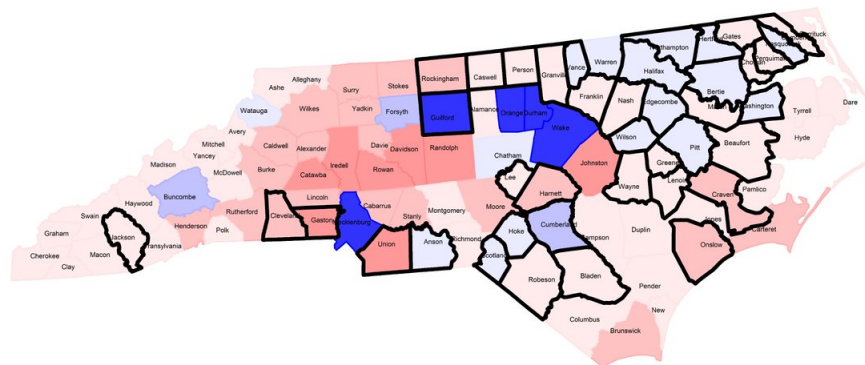 Ashe
Alleghany
Surry
Stokes
Rockingham
Caswell
Person
Granville
Vance
Warren
Northampton
Gates
Halifax
Watauga
Wilkes
Yadkin
Forsyth
Guilford
Alamance
Orange
Durham
Franklin
Nash
Edgecombe
Bertie
Chowan
Perquimans
Washington
Tyrrell
Dare
Mitchell
Avery
Yancey
Caldwell
Alexander
Iredell
Davie
Davidson
Randolph
Chatham
Wake
Johnston
Wilson
Pitt
Beaufort
Hyde
Madison
McDowell
Burke
Catawba
Rowan
Buncombe
Haywood
Swain
Graham
Cherokee
Clay
Macon
Jackson
Transylvania
Henderson
Polk
Rutherford
Cleveland
Lincoln
Gaston
Mecklenburg
Cabarrus
Stanly
Montgomery
Moore
Lee
Harnett
Wayne
Greene
Lenoir
Craven
Pamlico
Jones
Carteret
Onslow
Duplin
Sampson
Cumberland
Hoke
Scotland
Richmond
Anson
Union
Robeson
Bladen
Columbus
Pender
New
Brunswick